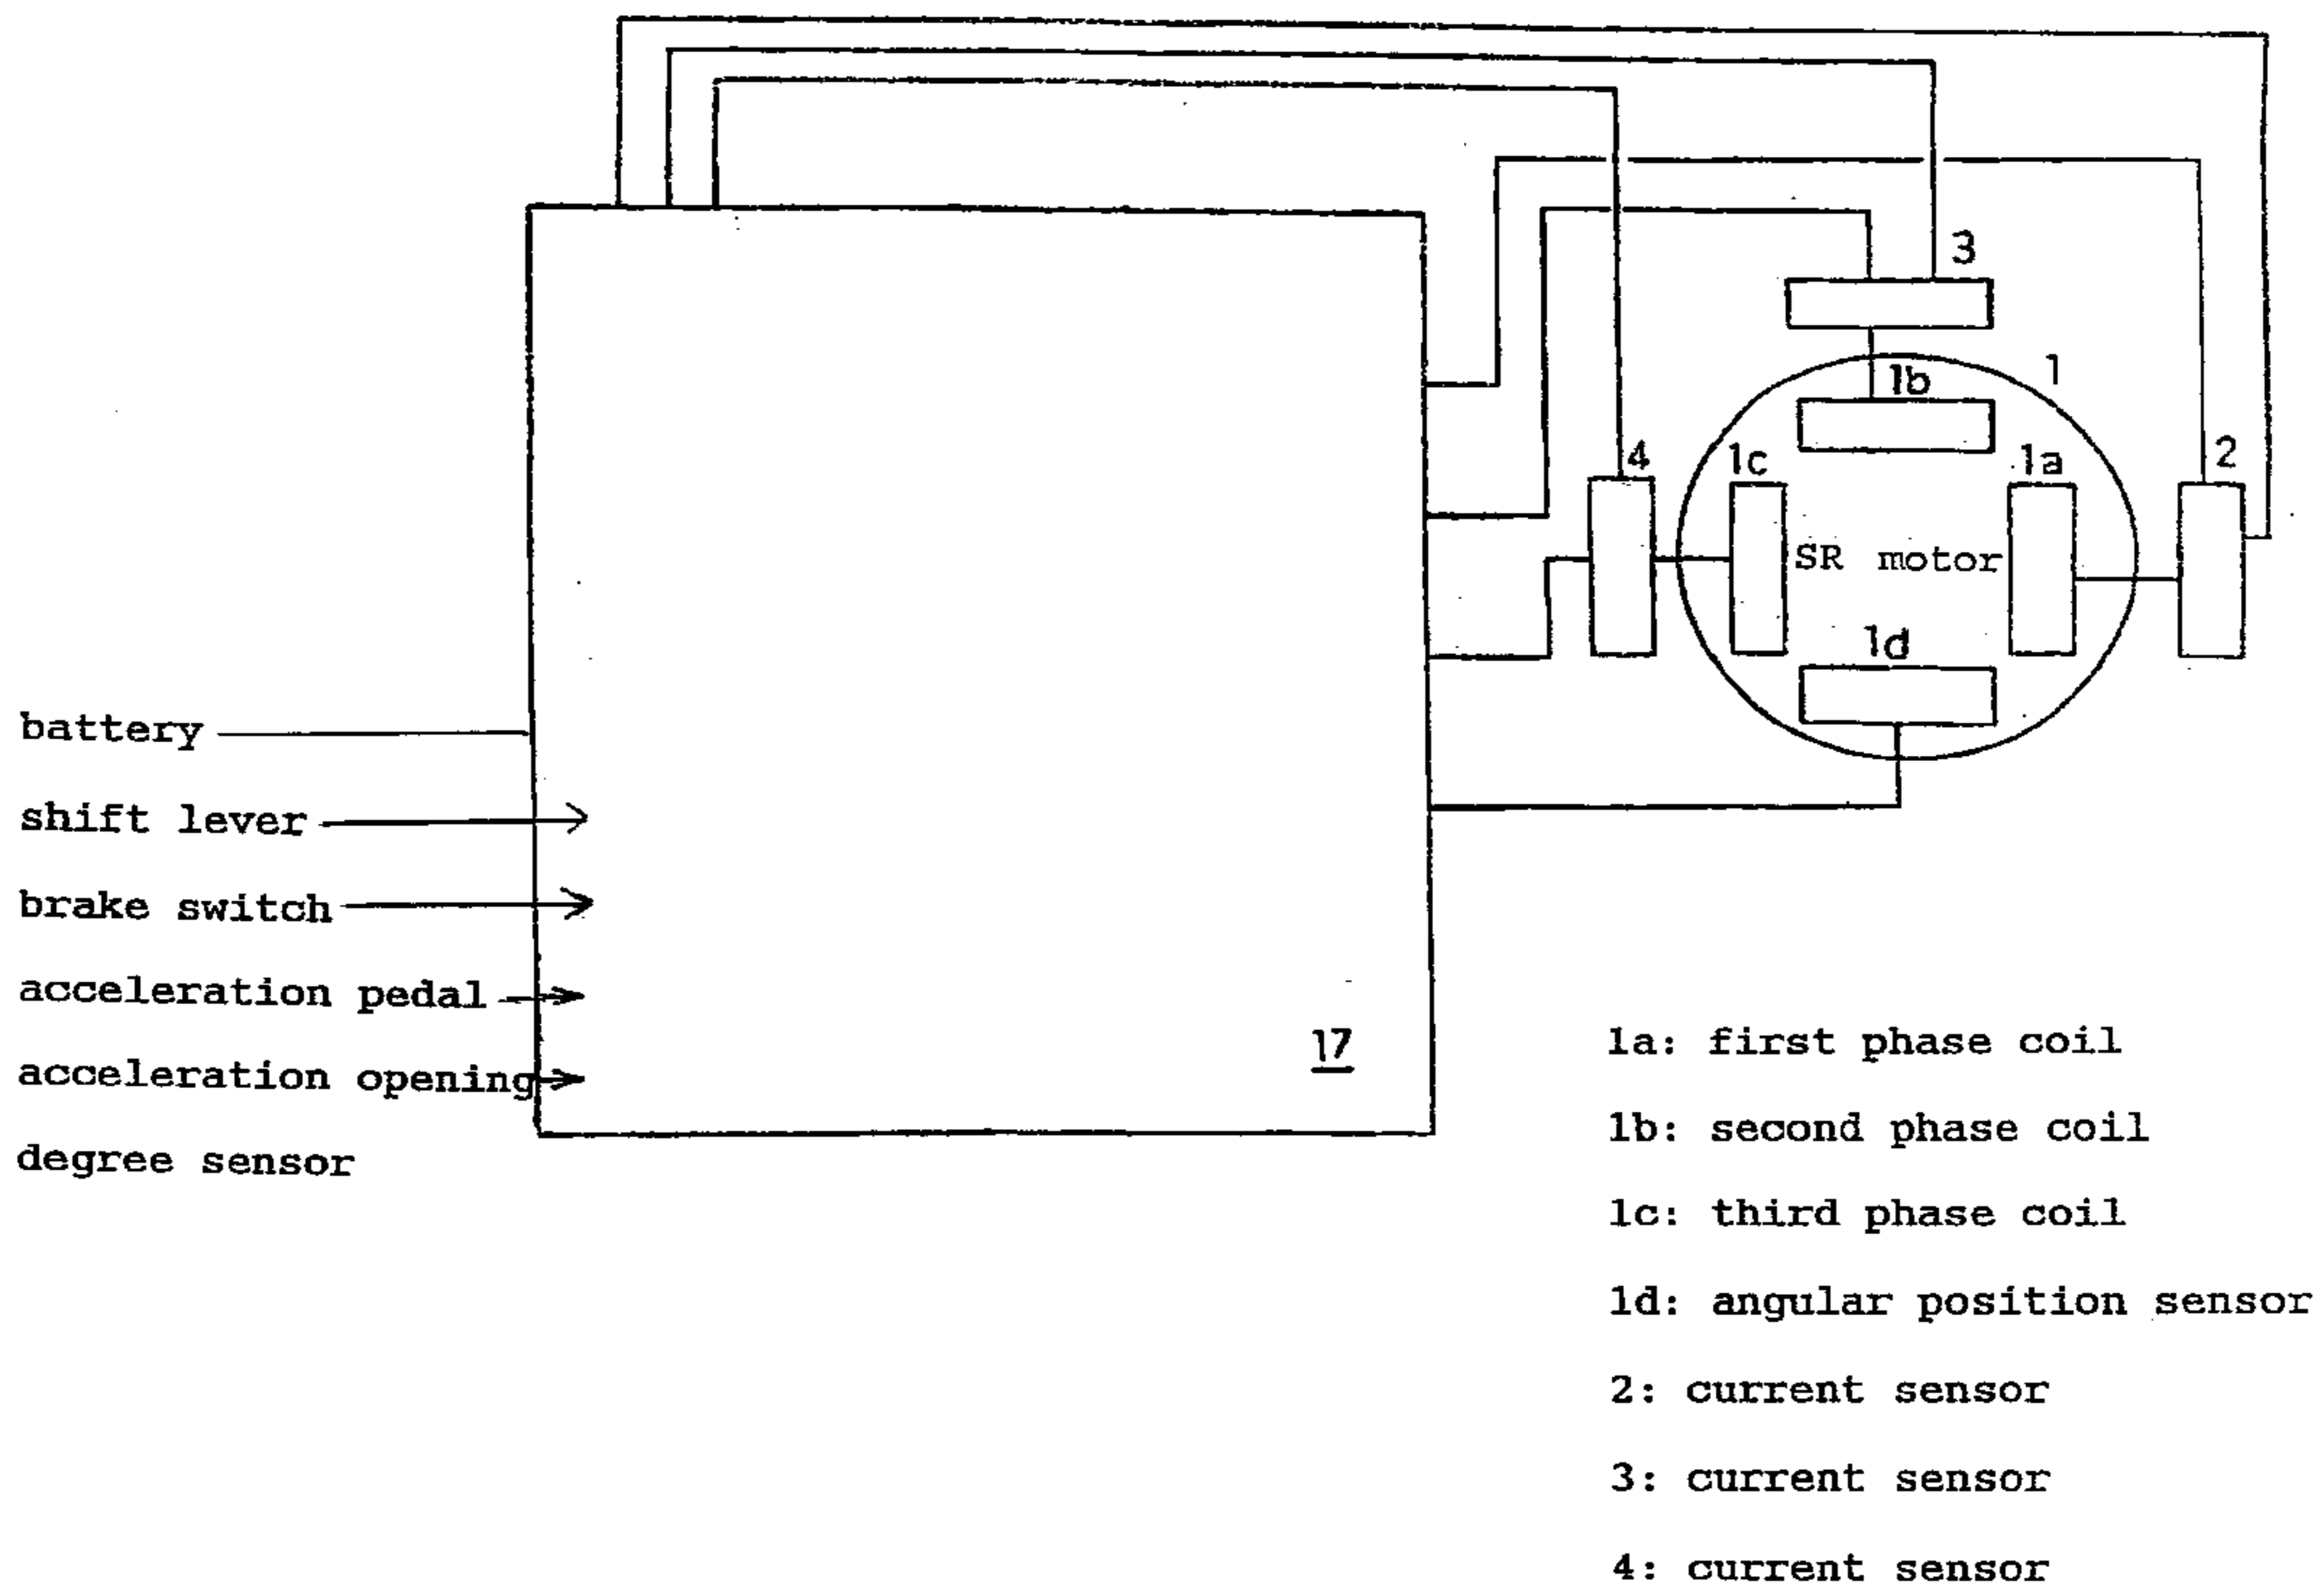 3
1
1b
4
1c
1a
2
SR motor
1d
battery
shift lever
brake switch
acceleration pedal
acceleration opening
degree sensor
17
1a: first phase coil
1b: second phase coil
1c: third phase coil
1d: angular position sensor
2: current sensor
3: current sensor
4: current sensor